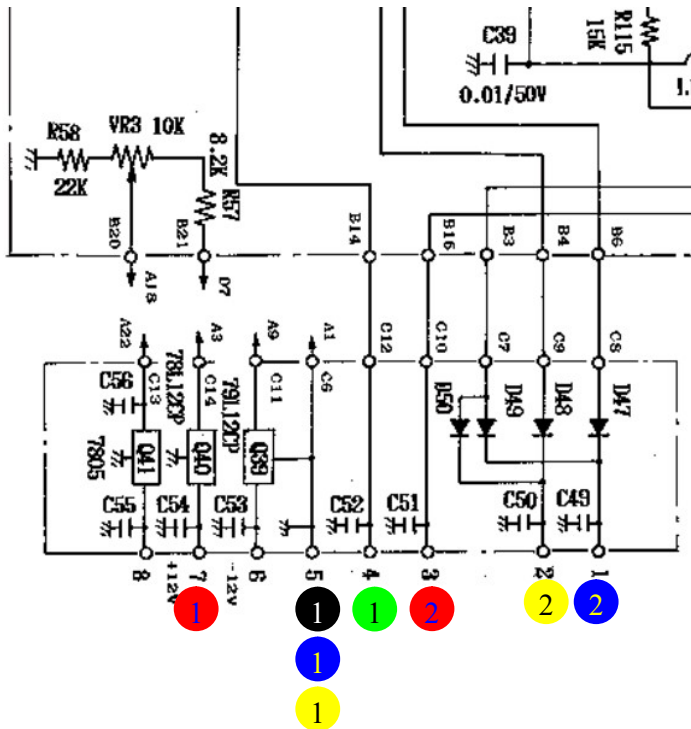 C39
0.01/50V
R115
15K
1.
R58
22K
VR3 10K
8.2K
R57
B20
B21
B14
B16
B3
B4
B6
A18
D7
A22
A3
A9
A1
C12
C10
C7
C9
C8
C56
C13
78L12CP
C14
79L12CP
C11
C6
D50
D49
D48
D47
7805
Q41
Q40
Q39
C55
C54
C53
C52
C51
C50
C49
8
+12V
7
-12V
6
5
4
3
2
1
1
1
1
2
2
2
1
1